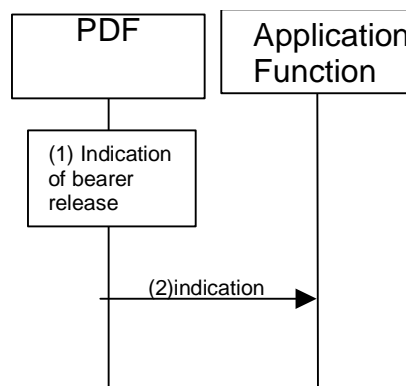 PDF
Application
Function
(1) Indication
of bearer
release
(2)indication